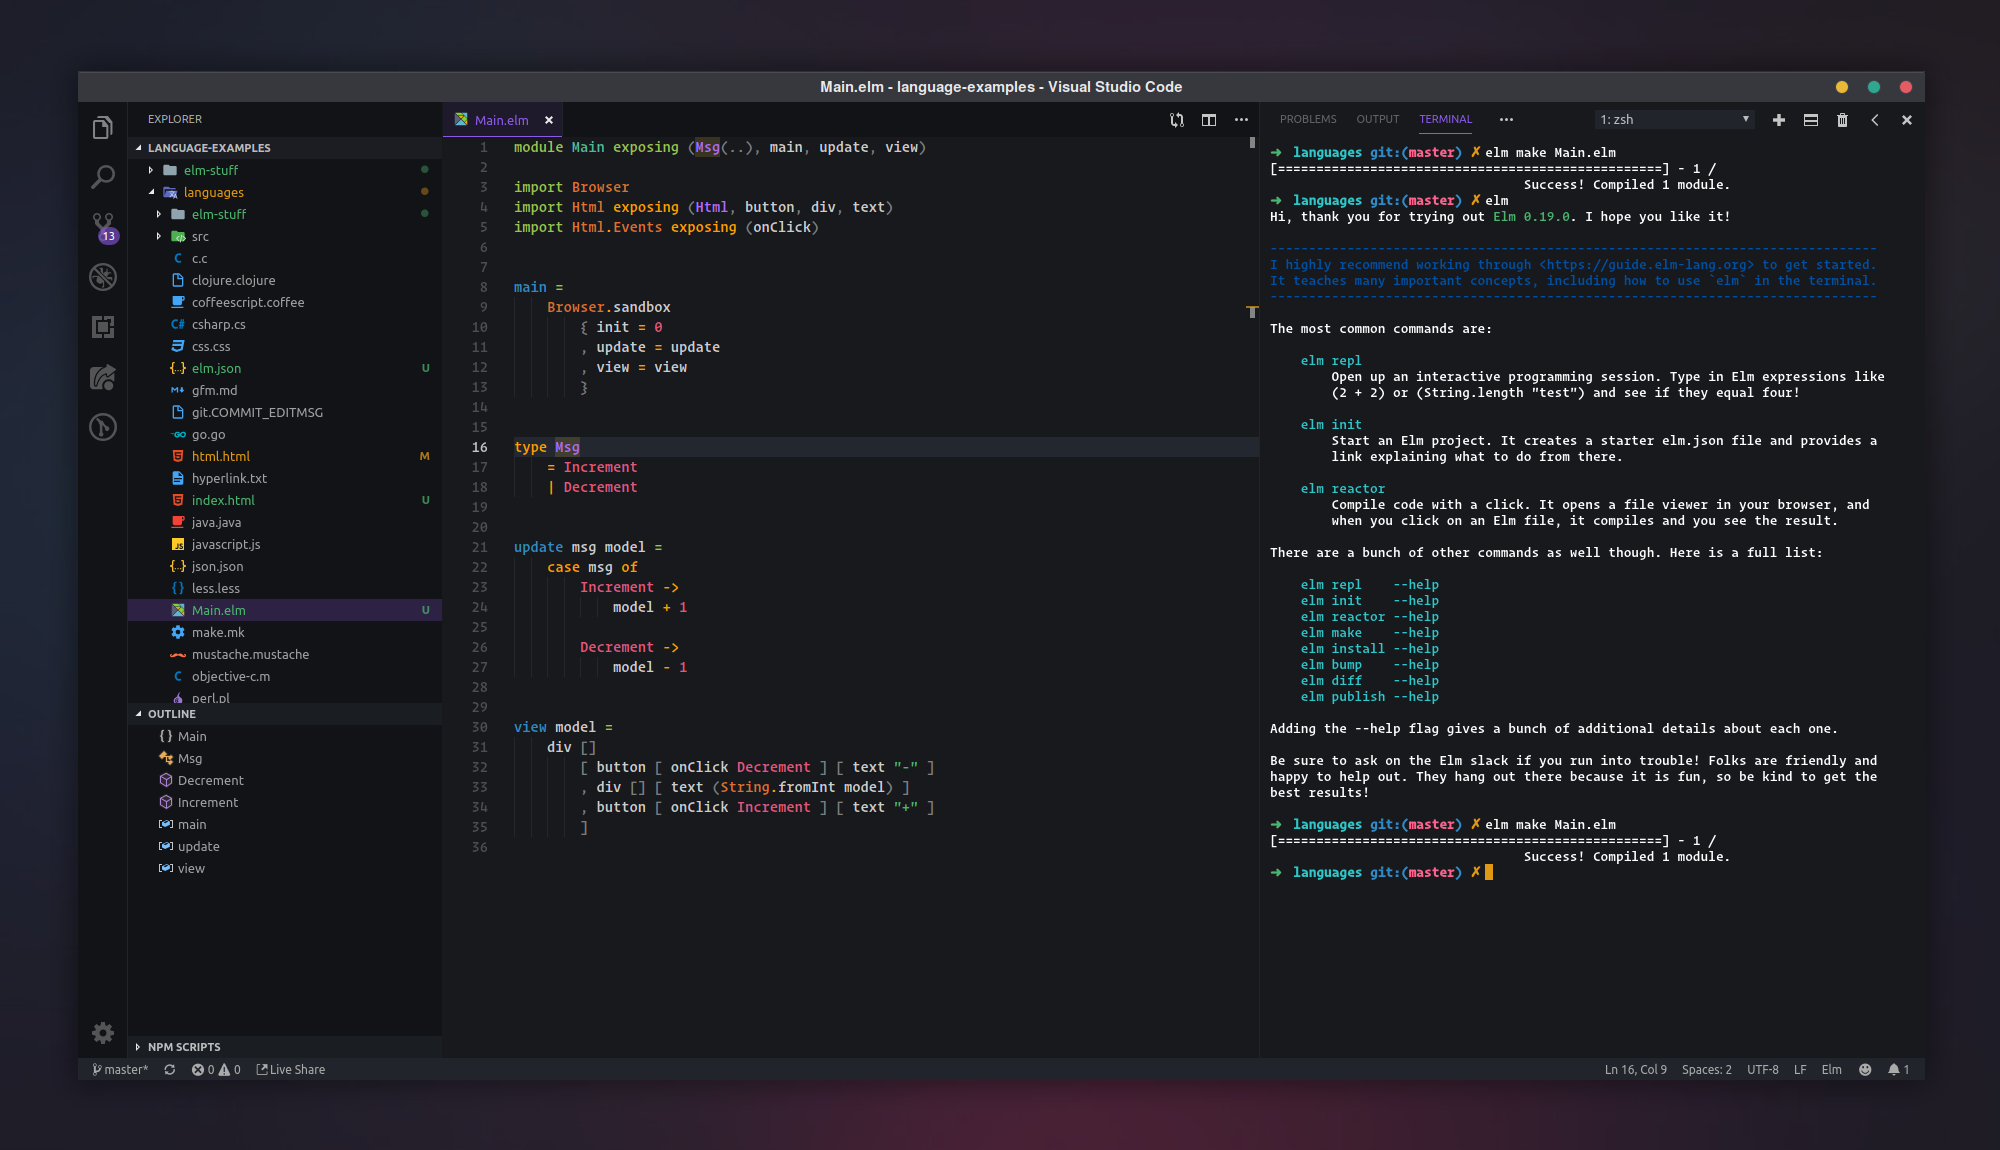 Main.elm - language-examples - Visual Studio Code
EXPLORER
LANGUAGE-EXAMPLES
elm-stuff
languages
elm-stuff
src
13
C c.c
clojure.clojure
coffeescript.coffee
C# csharp.cs
css.css
{..} elm.json U
M↓ gfm.md
git.COMMIT_EDITMSG
GO go.go
html.html M
hyperlink.txt
index.html U
java.java
JS javascript.js
{..} json.json
{} less.less
Main.elm U
make.mk
mustache.mustache
C objective-c.m
perl.pl
OUTLINE
{} Main
Msg
Decrement
Increment
main
update
view
NPM SCRIPTS
Main.elm ×
1 module Main exposing (Msg(..), main, update, view)
2
3 import Browser
4 import Html exposing (Html, button, div, text)
5 import Html.Events exposing (onClick)
6
7
8 main =
9 Browser.sandbox
10 { init = 0
11 , update = update
12 , view = view
13 }
14
15
16 type Msg
17 = Increment
18 | Decrement
19
20
21 update msg model =
22 case msg of
23 Increment ->
24 model + 1
25
26 Decrement ->
27 model - 1
28
29
30 view model =
31 div []
32 [ button [ onClick Decrement ] [ text "-" ]
33 , div [] [ text (String.fromInt model) ]
34 , button [ onClick Increment ] [ text "+" ]
35 ]
36
PROBLEMS OUTPUT TERMINAL ··· 1: zsh
➜ languages git:(master) ✗ elm make Main.elm
[==================================================] - 1 /
Success! Compiled 1 module.
➜ languages git:(master) ✗ elm
Hi, thank you for trying out Elm 0.19.0. I hope you like it!
-------------------------------------------------------------------------------
I highly recommend working through <https://guide.elm-lang.org> to get started.
It teaches many important concepts, including how to use `elm` in the terminal.
-------------------------------------------------------------------------------
The most common commands are:
elm repl
Open up an interactive programming session. Type in Elm expressions like
(2 + 2) or (String.length "test") and see if they equal four!
elm init
Start an Elm project. It creates a starter elm.json file and provides a
link explaining what to do from there.
elm reactor
Compile code with a click. It opens a file viewer in your browser, and
when you click on an Elm file, it compiles and you see the result.
There are a bunch of other commands as well though. Here is a full list:
elm repl --help
elm init --help
elm reactor --help
elm make --help
elm install --help
elm bump --help
elm diff --help
elm publish --help
Adding the --help flag gives a bunch of additional details about each one.
Be sure to ask on the Elm slack if you run into trouble! Folks are friendly and
happy to help out. They hang out there because it is fun, so be kind to get the
best results!
➜ languages git:(master) ✗ elm make Main.elm
[==================================================] - 1 /
Success! Compiled 1 module.
➜ languages git:(master) ✗
master* 0 0 Live Share
Ln 16, Col 9 Spaces: 2 UTF-8 LF Elm 1